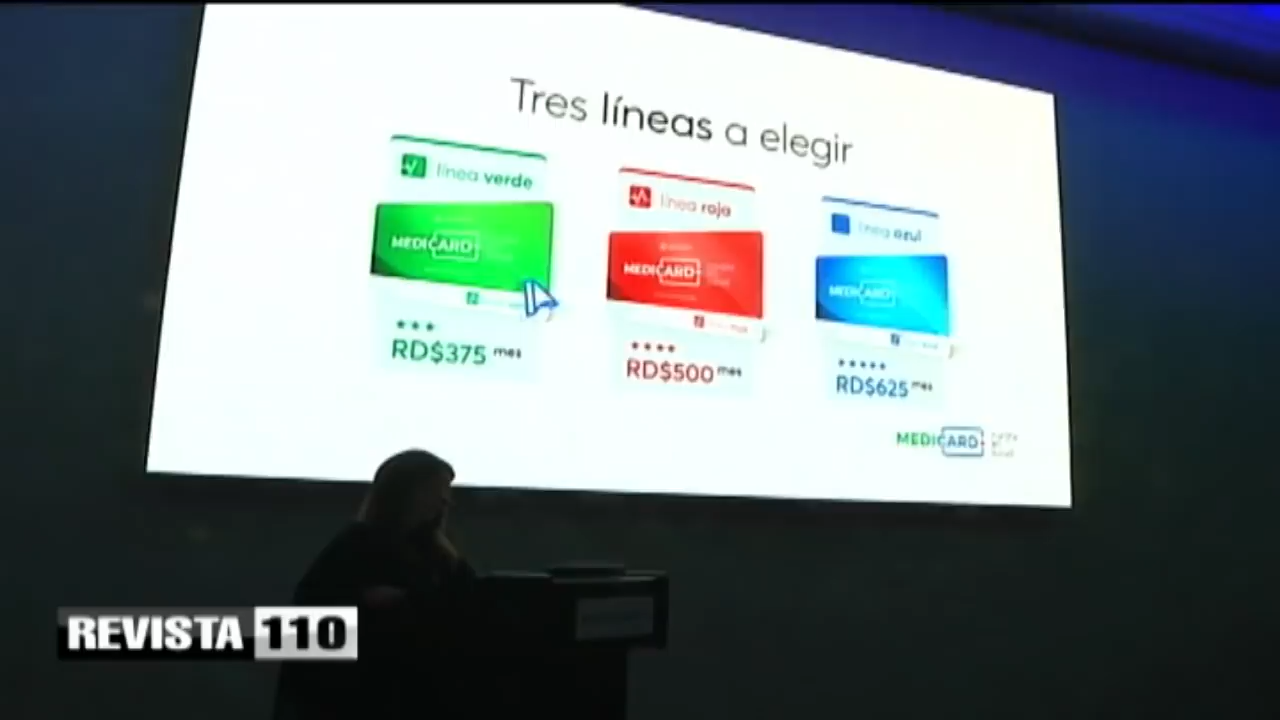 Tres líneas a elegir
línea verde
MEDICARD
RD$375 mes
línea roja
MEDICARD
RD$500 mes
línea azul
MEDICARD
RD$625 mes
MEDICARD
REVISTA 110